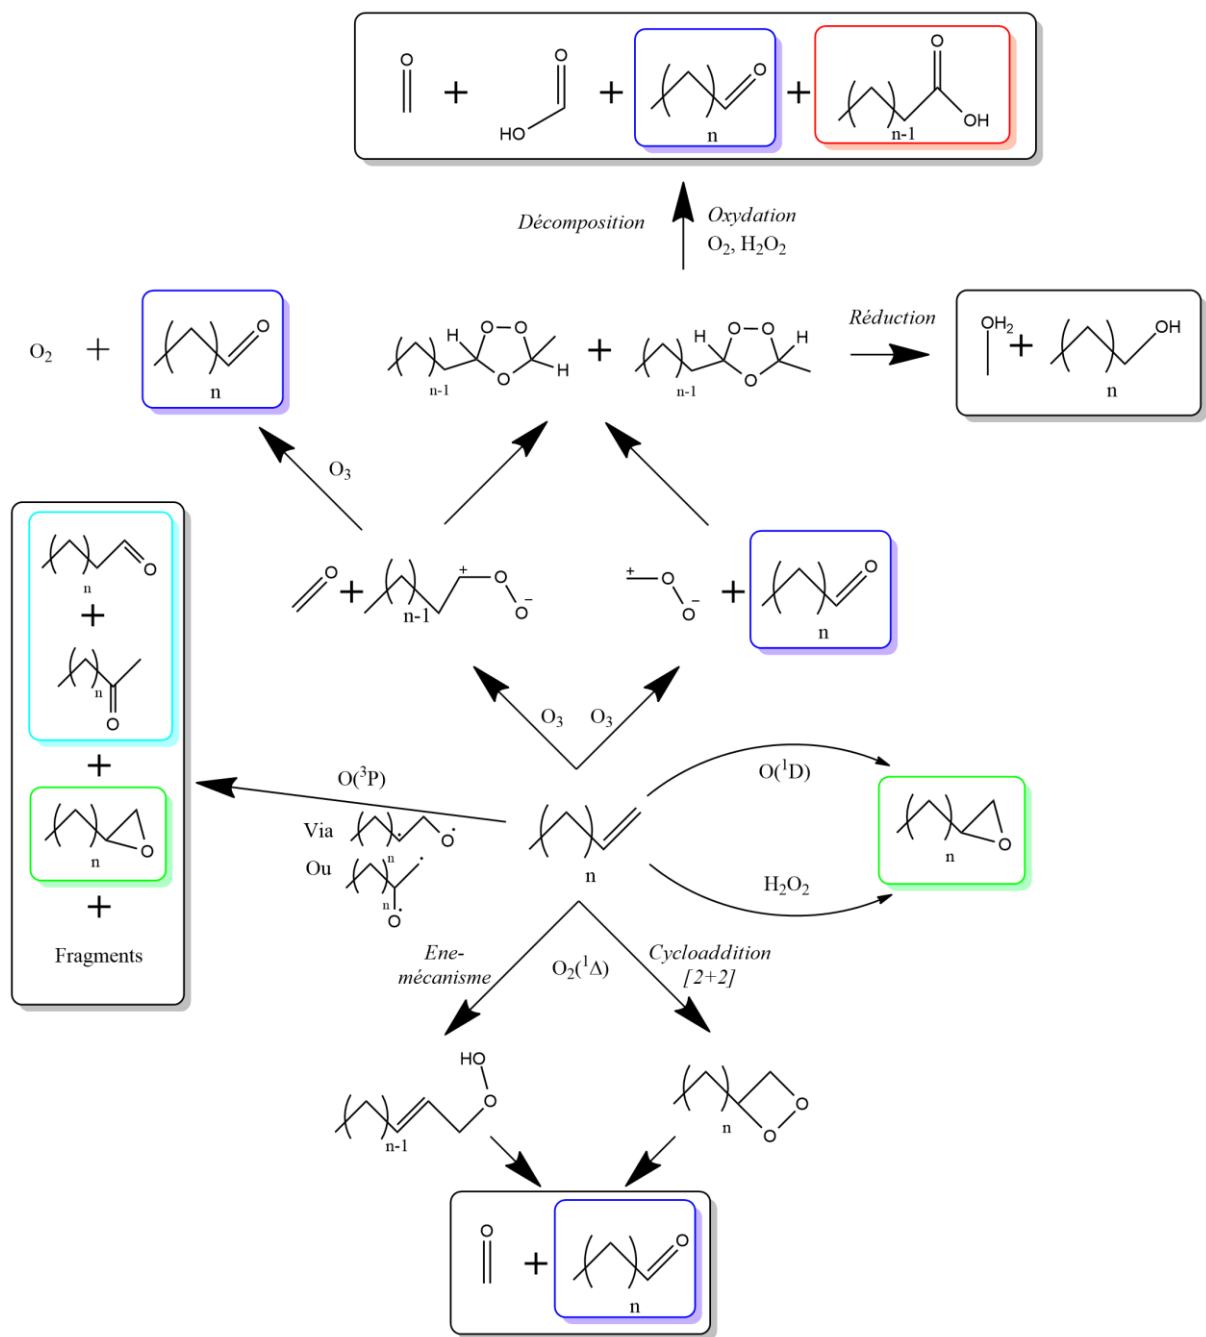 O
+
O
HO
+
O
n
+
O
OH
n-1
Décomposition
Oxydation
O2, H2O2
O2
+
O
n
H
O
O
O
H
n-1
+
H
O
O
O
H
n-1
Réduction
OH2
+
OH
n
O3
O
+
+
O
O
−
n-1
+
O
O
−
+
O
n
O3
O3
O
n
+
n
O
+
O
n
+
Fragments
O(3P)
Via
n
O
Ou
n
O
n
O(1D)
H2O2
O
n
Ene-
mécanisme
O2(1Δ)
Cycloaddition
[2+2]
HO
O
n-1
O
O
n
O
+
O
n